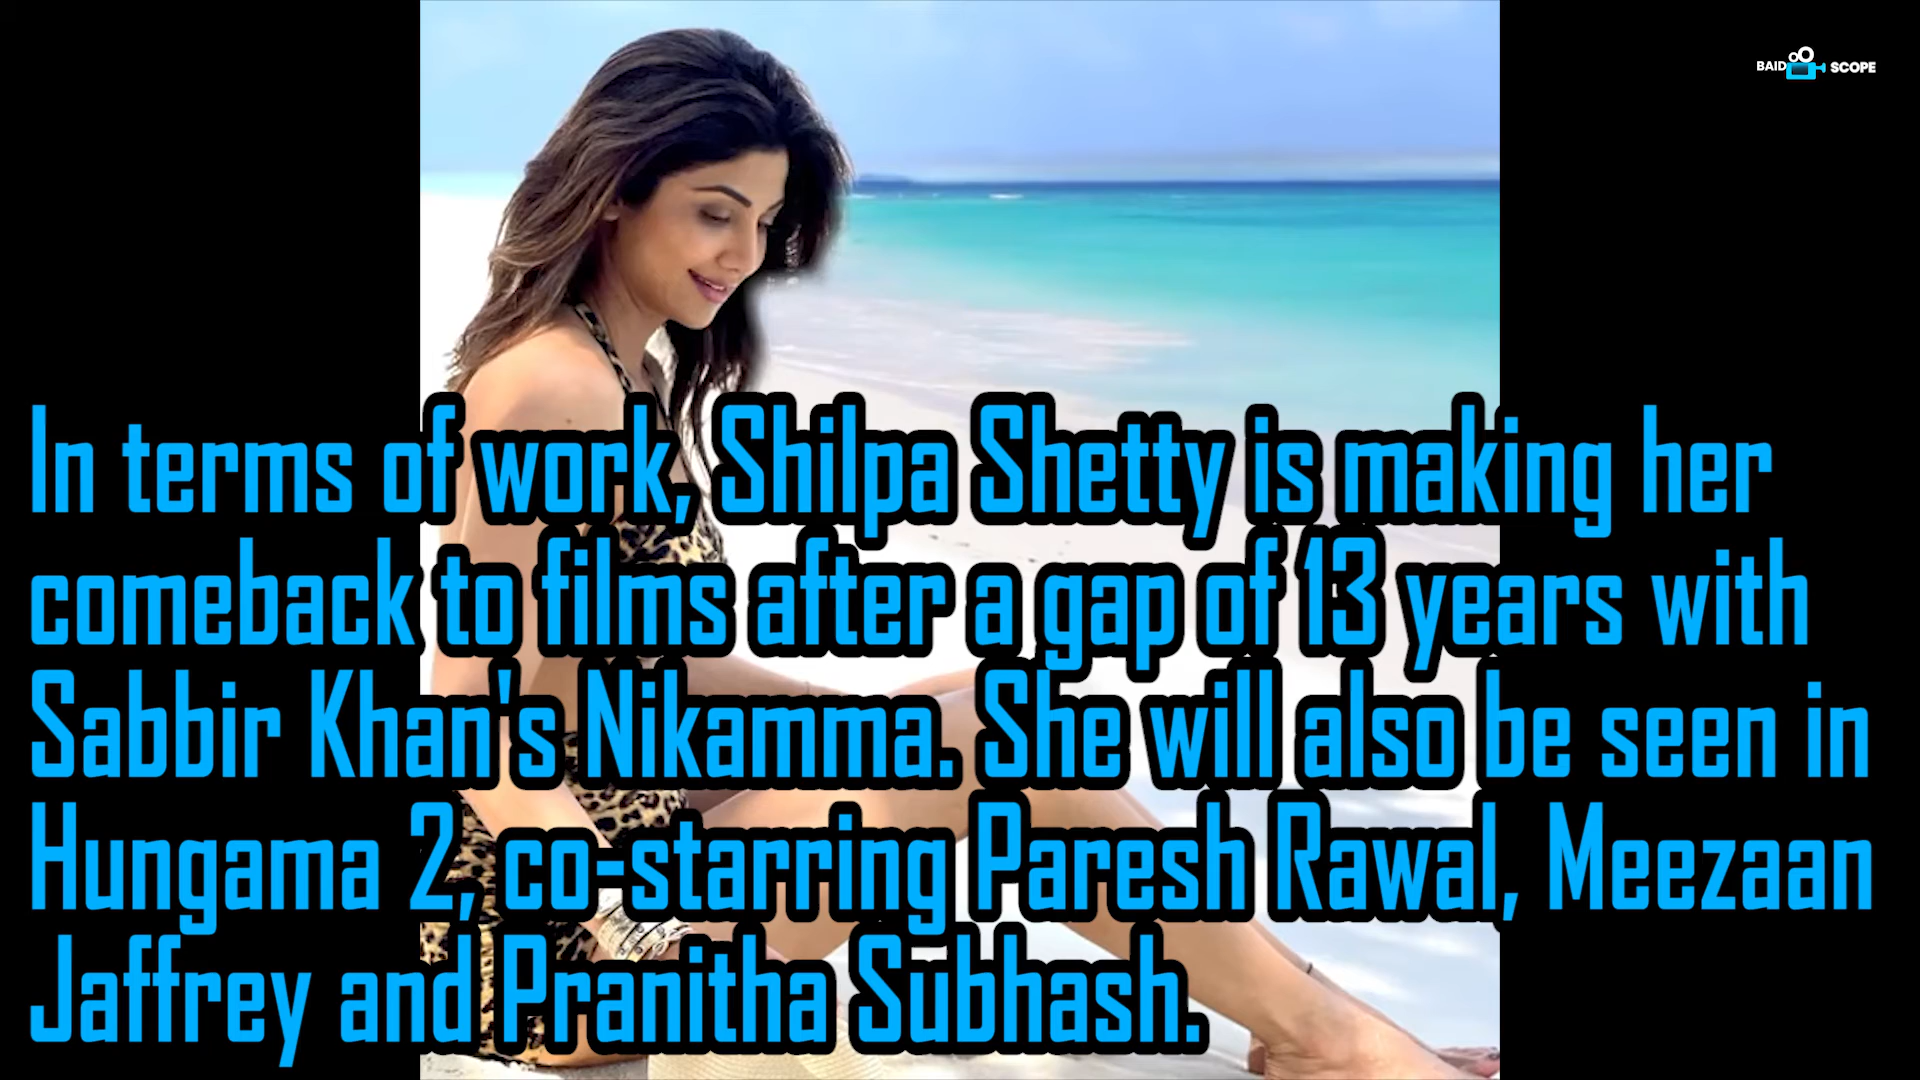 BAID SCOPE
In terms of work, Shilpa Shetty is making her
comeback to films after a gap of 13 years with
Sabbir Khan's Nikamma. She will also be seen in
Hungama 2, co-starring Paresh Rawal, Meezaan
Jaffrey and Pranitha Subhash.